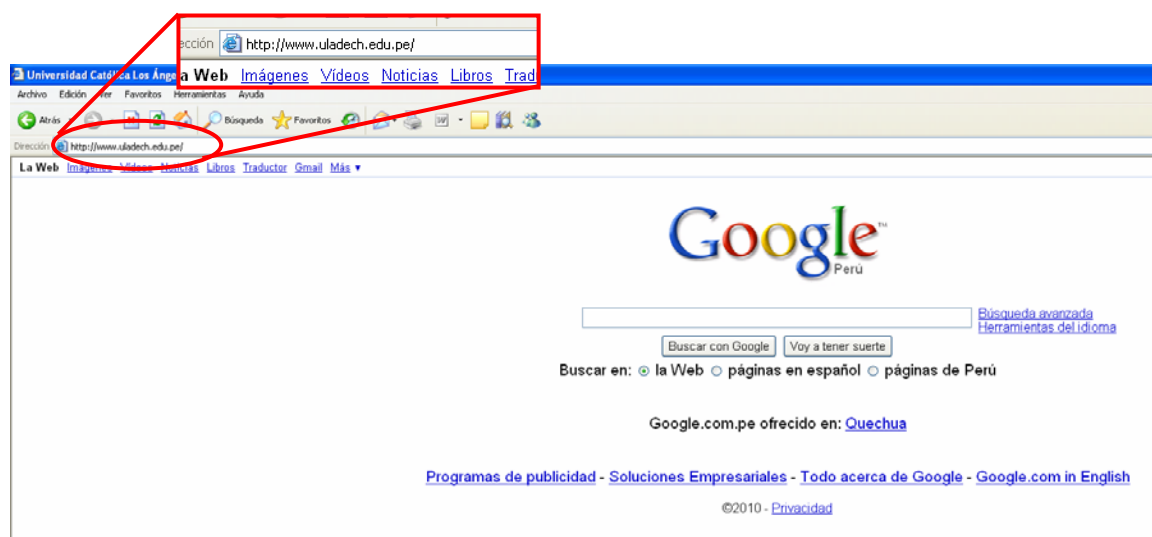 ección http://www.uladech.edu.pe/
a Web Imágenes Vídeos Noticias Libros Trad
Universidad Católica Los Ánge
Archivo Edición Ver Favoritos Herramientas Ayuda
Atrás Búsqueda Favoritos
Dirección http://www.uladech.edu.pe/
La Web Imágenes Vídeos Noticias Libros Traductor Gmail Más ▼
Google™
Perú
Búsqueda avanzada
Herramientas del idioma
Buscar con Google Voy a tener suerte
Buscar en: la Web páginas en español páginas de Perú
Google.com.pe ofrecido en: Quechua
Programas de publicidad - Soluciones Empresariales - Todo acerca de Google - Google.com in English
©2010 - Privacidad